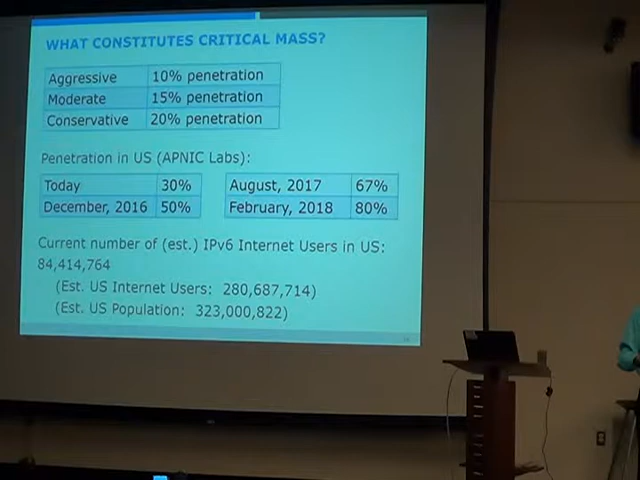 WHAT CONSTITUTES CRITICAL MASS?
Aggressive 10% penetration
Moderate 15% penetration
Conservative 20% penetration
Penetration in US (APNIC Labs):
Today 30% August, 2017 67%
December, 2016 50% February, 2018 80%
Current number of (est.) IPv6 Internet Users in US:
84,414,764
(Est. US Internet Users: 280,687,714)
(Est. US Population: 323,000,822)